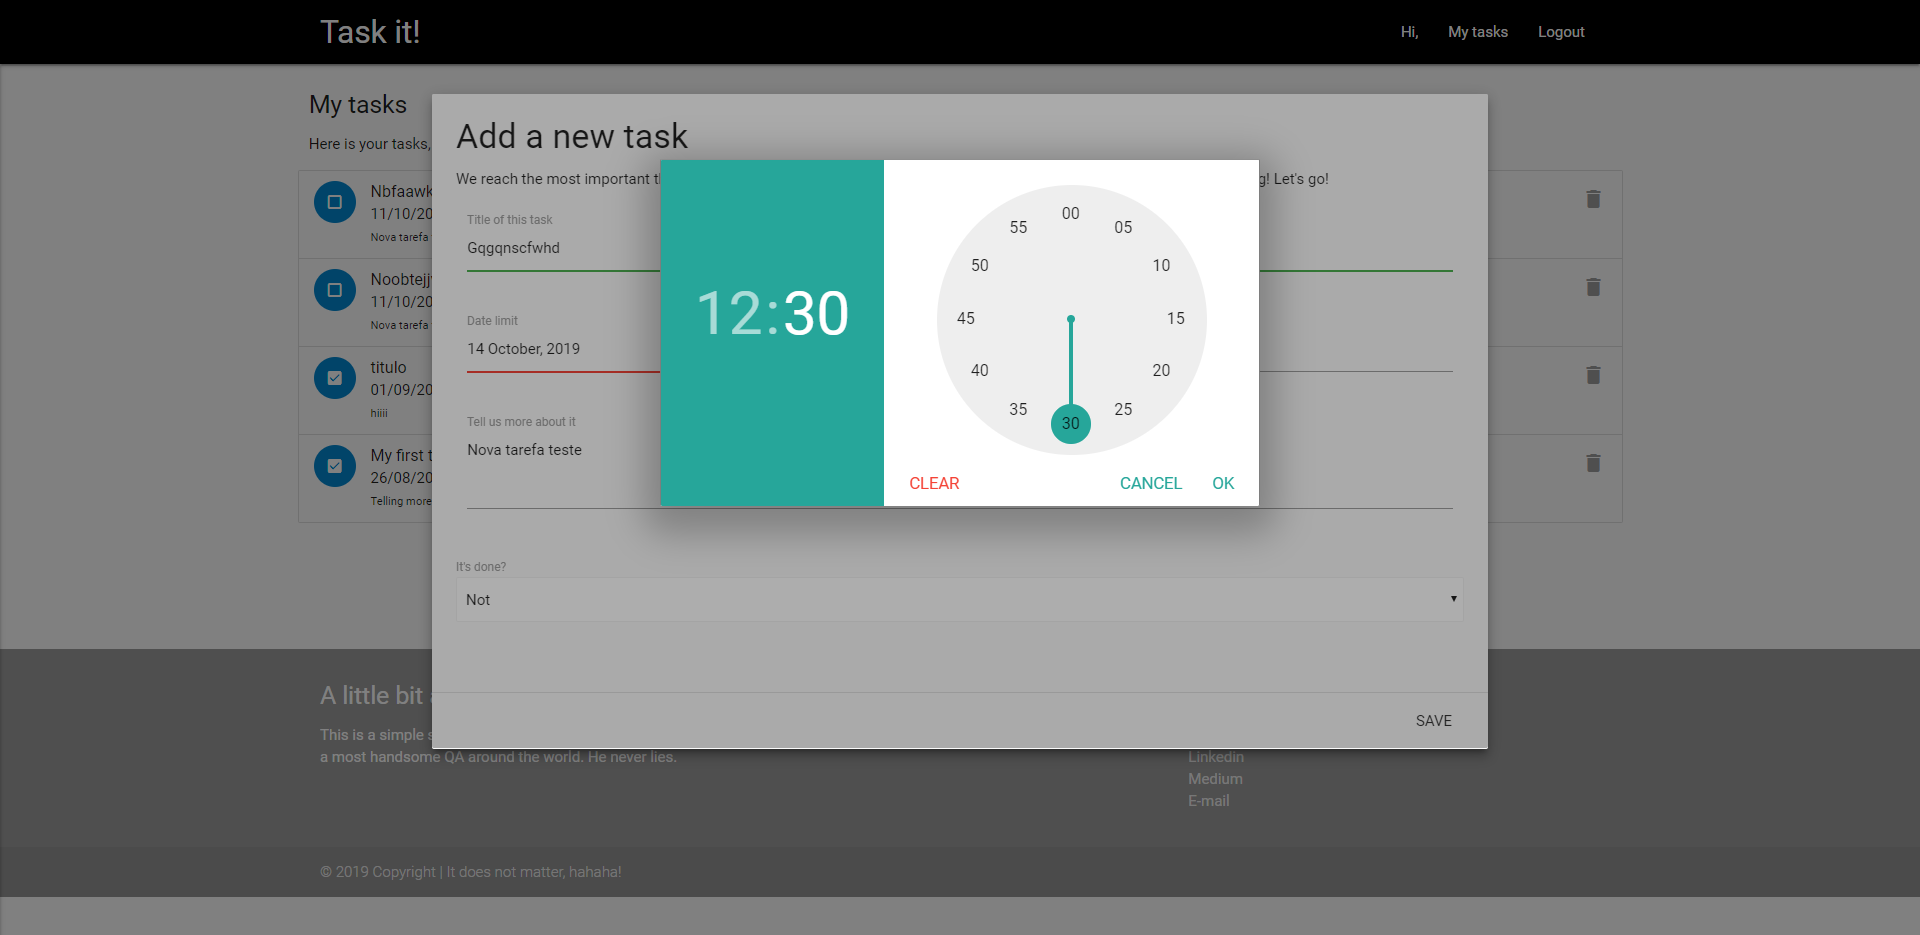 Task it!
Hi,
My tasks
Logout
My tasks
Here is your tasks,
Nbfaawk
11/10/20
Nova tarefa
Noobtejj
11/10/20
Nova tarefa
titulo
01/09/20
hiiii
My first t
26/08/20
Telling more
Add a new task
We reach the most important t
g! Let's go!
Title of this task
Gqgqnscfwhd
Date limit
14 October, 2019
Tell us more about it
Nova tarefa teste
12:30
00
05
10
15
20
25
30
35
40
45
50
55
CLEAR
CANCEL
OK
It's done?
Not
SAVE
A little bit
This is a simple s
a most handsome QA around the world. He never lies.
Linkedin
Medium
E-mail
© 2019 Copyright | It does not matter, hahaha!